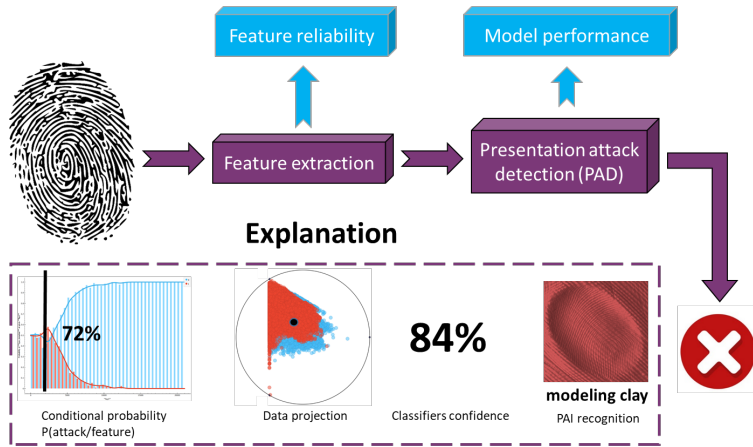 Feature reliability
Model performance
Feature extraction
Presentation attack
detection (PAD)
Explanation
72%
84%
modeling clay
Conditional probability
P(attack/feature)
Data projection
Classifiers confidence
PAI recognition